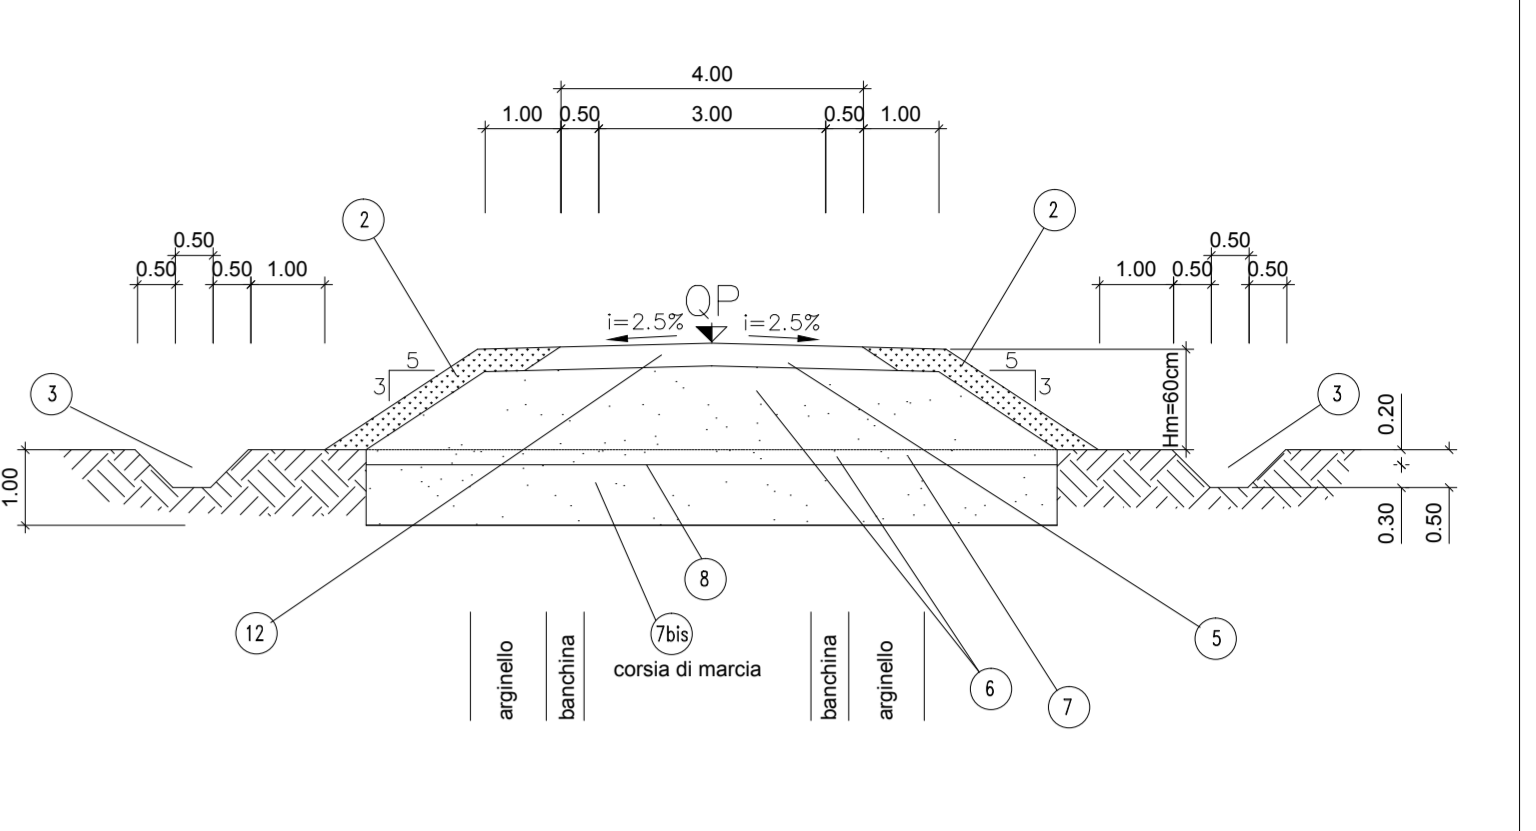 4.00
1.00 0.50 3.00 0.50 1.00
2
2
0.50
0.50 0.50 1.00
0.50
1.00 0.50 0.50
QP
i=2.5% i=2.5%
5
3
5
3
Hm=60cm
3
3
0.20
1.00
0.30
0.50
8
12
7bis
5
6
7
arginello
banchina
corsia di marcia
banchina
arginello